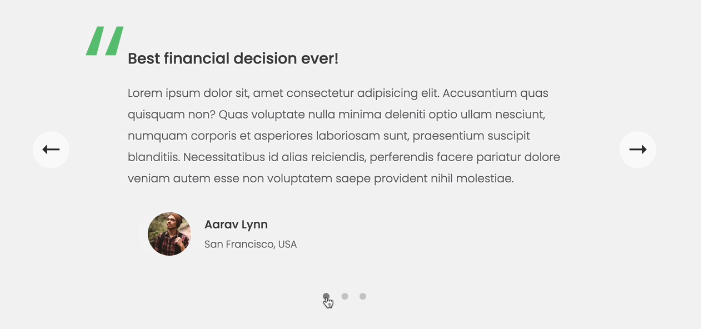 Best financial decision ever!
Lorem ipsum dolor sit, amet consectetur adipisicing elit. Accusantium quas
quisquam non? Quas voluptate nulla minima deleniti optio ullam nesciunt,
numquam corporis et asperiores laboriosam sunt, praesentium suscipit
blanditiis. Necessitatibus id alias reiciendis, perferendis facere pariatur dolore
veniam autem esse non voluptatem saepe provident nihil molestiae.
Aarav Lynn
San Francisco, USA